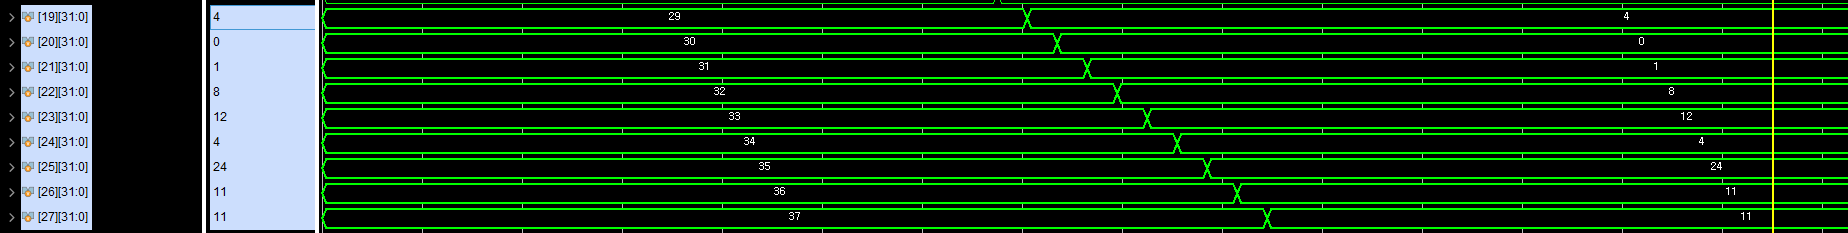 [19][31:0] 4 29 4
[20][31:0] 0 30 0
[21][31:0] 1 31 1
[22][31:0] 8 32 8
[23][31:0] 12 33 12
[24][31:0] 4 34 4
[25][31:0] 24 35 24
[26][31:0] 11 36 11
[27][31:0] 11 37 11